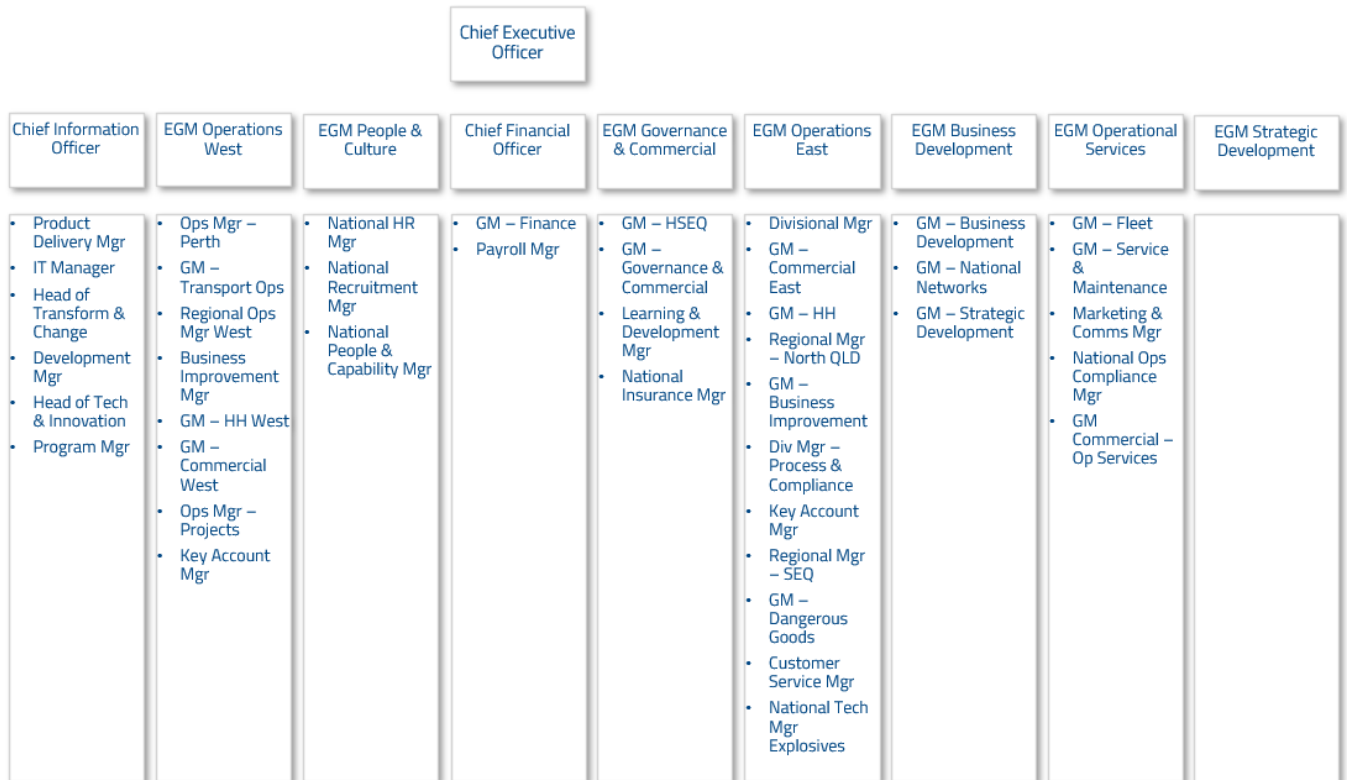 Chief Executive
Officer
Chief Information
Officer
EGM Operations
West
EGM People &
Culture
Chief Financial
Officer
EGM Governance
& Commercial
EGM Operations
East
EGM Business
Development
EGM Operational
Services
EGM Strategic
Development
• Product
Delivery Mgr
• IT Manager
• Head of
Transform &
Change
• Development
Mgr
• Head of Tech
& Innovation
• Program Mgr
• Ops Mgr –
Perth
• GM –
Transport Ops
• Regional Ops
Mgr West
• Business
Improvement
Mgr
• GM – HH West
• GM –
Commercial
West
• Ops Mgr –
Projects
• Key Account
Mgr
• National HR
Mgr
• National
Recruitment
Mgr
• National
People &
Capability Mgr
• GM – Finance
• Payroll Mgr
• GM – HSEQ
• GM –
Governance &
Commercial
• Learning &
Development
Mgr
• National
Insurance Mgr
• Divisional Mgr
• GM –
Commercial
East
• GM – HH
• Regional Mgr
– North QLD
• GM –
Business
Improvement
• Div Mgr –
Process &
Compliance
• Key Account
Mgr
• Regional Mgr
– SEQ
• GM –
Dangerous
Goods
• Customer
Service Mgr
• National Tech
Mgr
Explosives
• GM – Business
Development
• GM – National
Networks
• GM – Strategic
Development
• GM – Fleet
• GM – Service
&
Maintenance
• Marketing &
Comms Mgr
• National Ops
Compliance
Mgr
• GM
Commercial –
Op Services